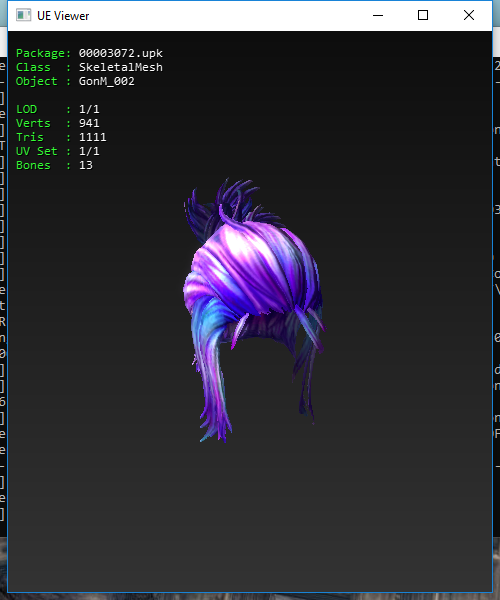 UE Viewer
Package: 00003072.upk
Class : SkeletalMesh
Object : GonM_002
LOD : 1/1
Verts : 941
Tris : 1111
UV Set : 1/1
Bones : 13